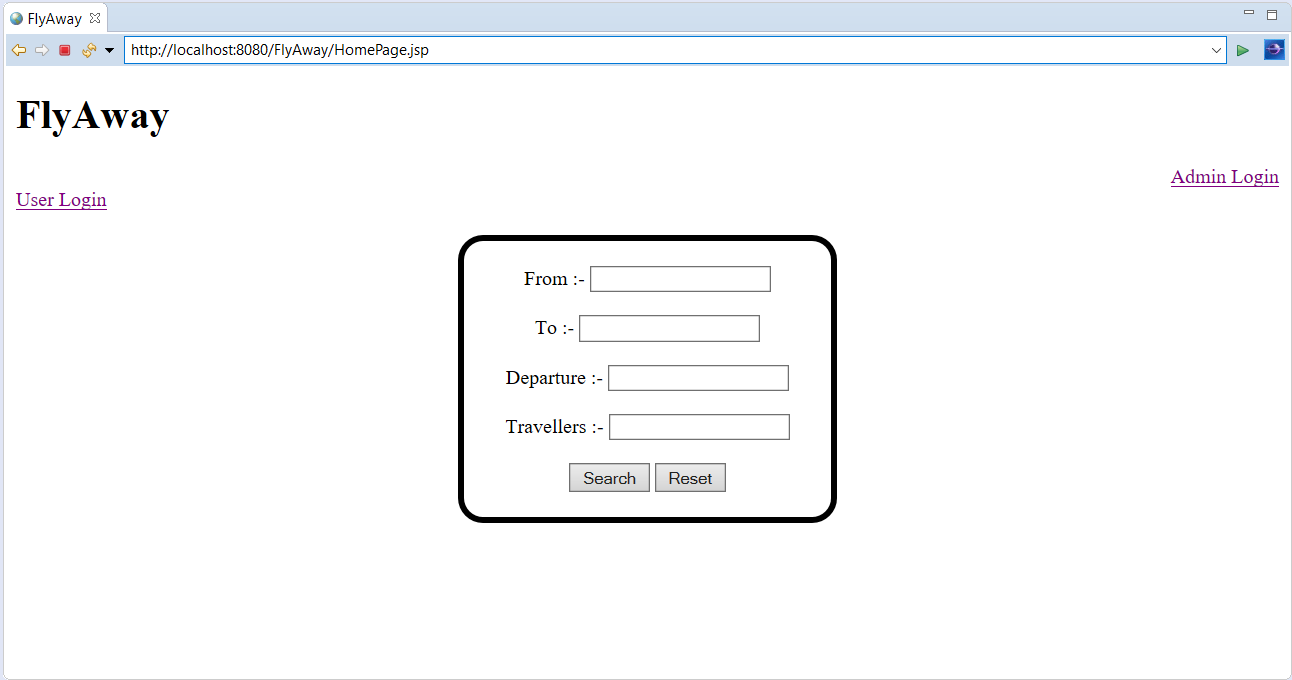 FlyAway
http://localhost:8080/FlyAway/HomePage.jsp
FlyAway
Admin Login
User Login
From :-
To :-
Departure :-
Travellers :-
Search Reset